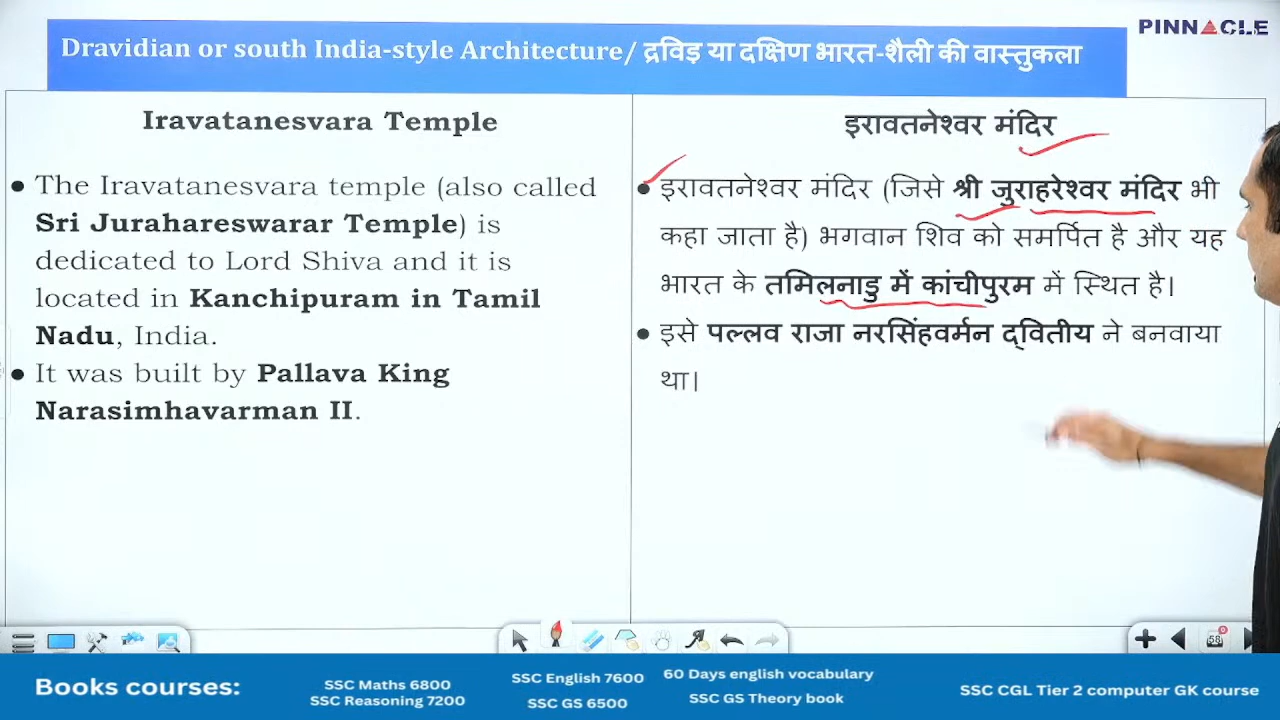 PINNACLE
Dravidian or south India-style Architecture/ द्रविड़ या दक्षिण भारत-शैली की वास्तुकला
Iravatanesvara Temple
● The Iravatanesvara temple (also called
Sri Jurahareswarar Temple) is
dedicated to Lord Shiva and it is
located in Kanchipuram in Tamil
Nadu, India.
● It was built by Pallava King
Narasimhavarman II.
इरावतनेश्वर मंदिर
● इरावतनेश्वर मंदिर (जिसे श्री जुराहरेश्वर मंदिर भी
कहा जाता है) भगवान शिव को समर्पित है और यह
भारत के तमिलनाडु में कांचीपुरम में स्थित है।
● इसे पल्लव राजा नरसिंहवर्मन द्वितीय ने बनवाया
था।
58
Books courses:
SSC Maths 6800
SSC Reasoning 7200
SSC English 7600
SSC GS 6500
60 Days english vocabulary
SSC GS Theory book
SSC CGL Tier 2 computer GK course